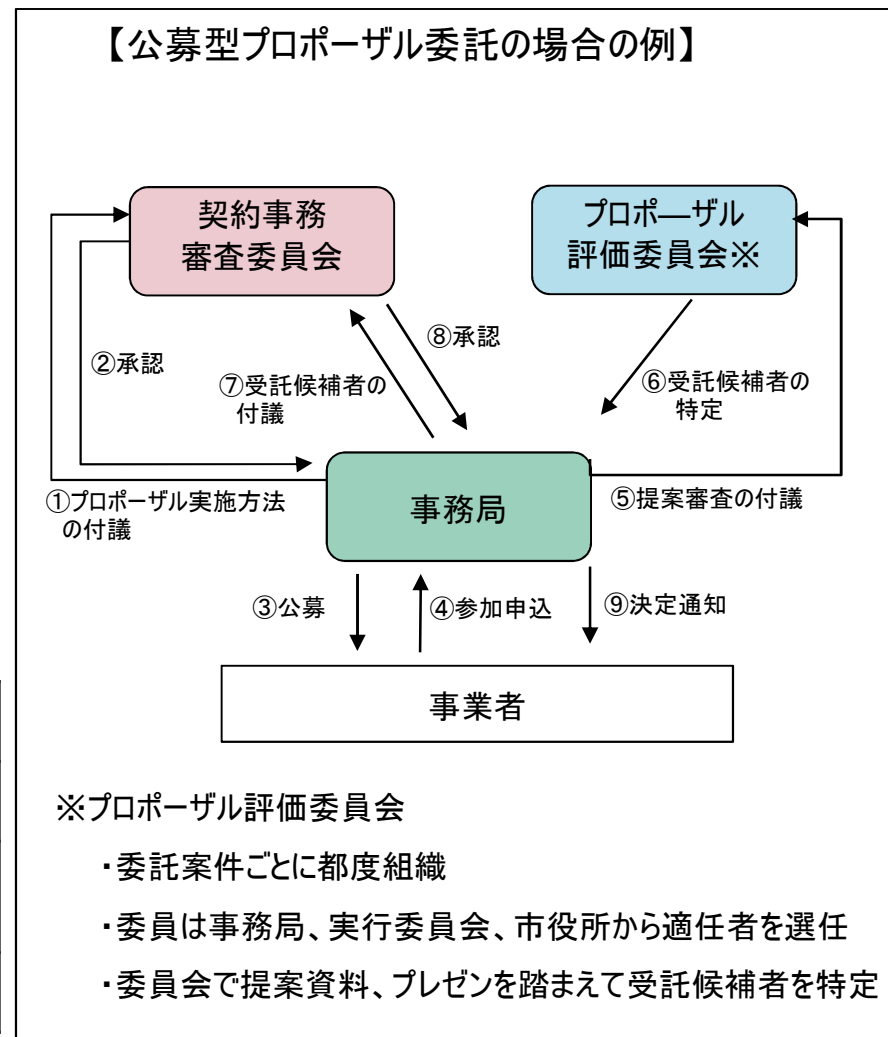 【公募型プロポーザル委託の場合の例】
契約事務
審査委員会
プロポ―ザル
評価委員会※
②承認
⑧承認
⑦受託候補者の
付議
⑥受託候補者の
特定
①プロポーザル実施方法
の付議
事務局
⑤提案審査の付議
③公募
④参加申込
⑨決定通知
事業者
※プロポーザル評価委員会
・委託案件ごとに都度組織
・委員は事務局、実行委員会、市役所から適任者を選任
・委員会で提案資料、プレゼンを踏まえて受託候補者を特定